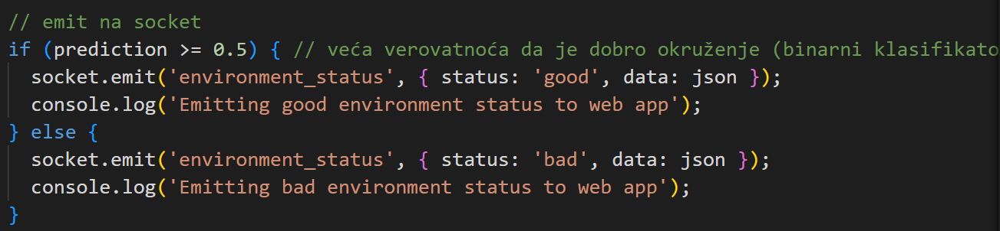 // emit na socket
if (prediction >= 0.5) { // veća verovatnoća da je dobro okruženje (binarni klasifikato
  socket.emit('environment_status', { status: 'good', data: json });
  console.log('Emitting good environment status to web app');
} else {
  socket.emit('environment_status', { status: 'bad', data: json });
  console.log('Emitting bad environment status to web app');
}